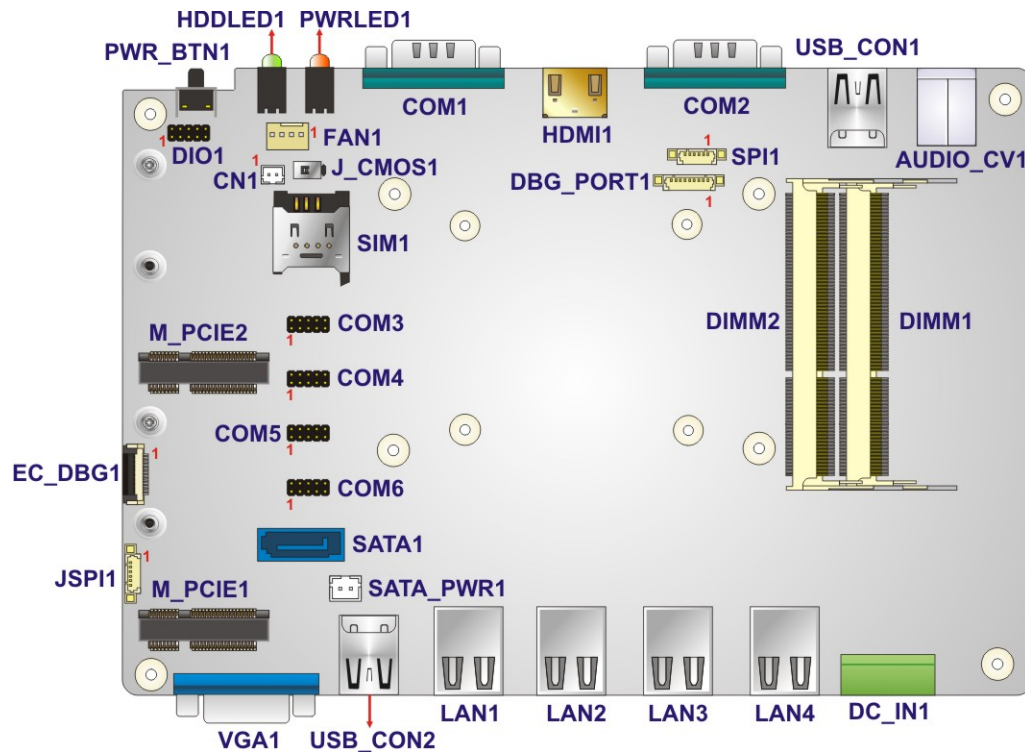 HDDLED1 PWRLED1
PWR_BTN1
USB_CON1
COM1
HDMI1
COM2
1
DIO1
1
FAN1
1
SPI1
AUDIO_CV1
1
CN1
J_CMOS1
DBG_PORT1
1
SIM1
M_PCIE2
COM3
1
DIMM2
DIMM1
COM4
1
COM5
1
EC_DBG1
1
COM6
1
SATA1
JSPI1
1
M_PCIE1
SATA_PWR1
LAN1
LAN2
LAN3
LAN4
DC_IN1
VGA1
USB_CON2